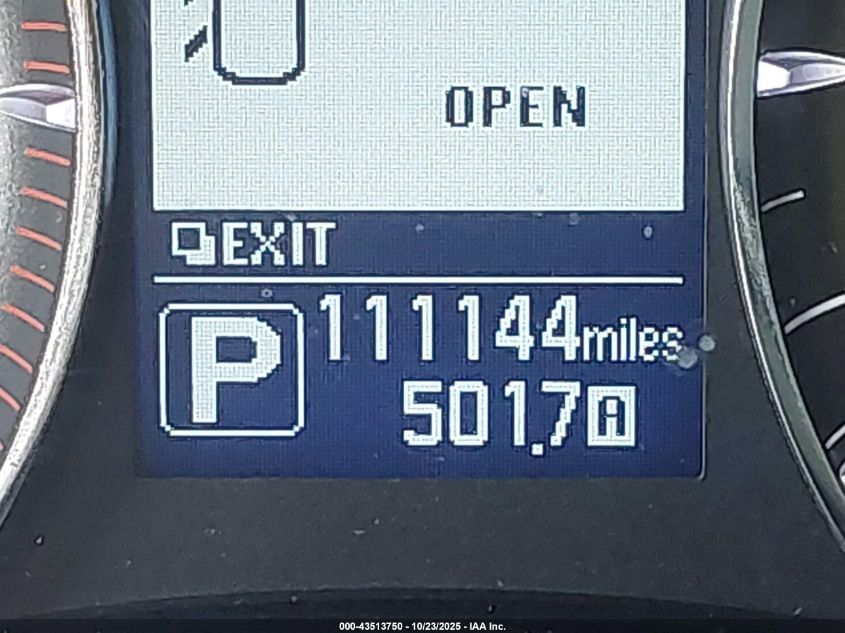 OPEN
EXIT
P
111144miles
501.7A
000-43513750 - 10/23/2025 - IAA Inc.